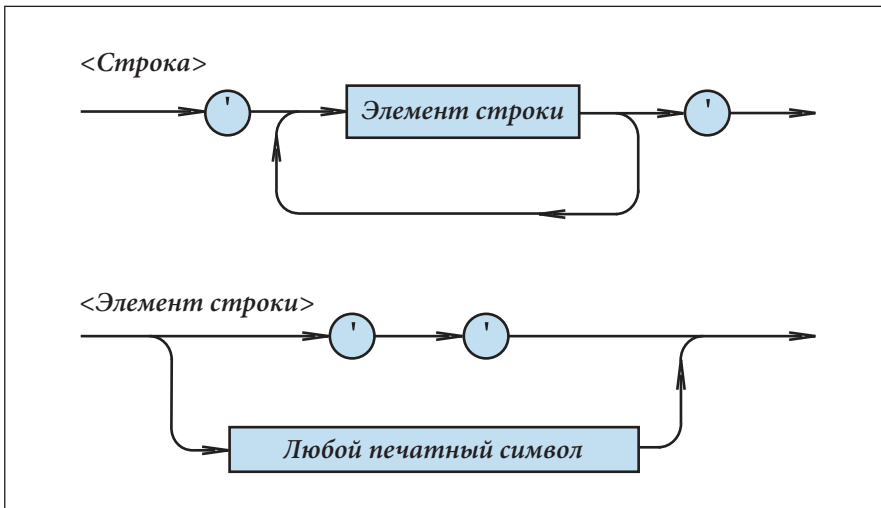 <Строка>
' Элемент строки '
<Элемент строки>
' '
Любой печатный символ